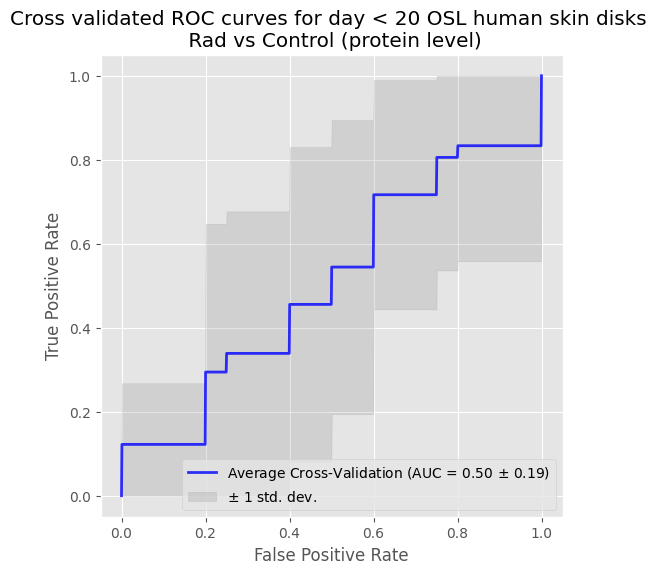 Cross validated ROC curves for day < 20 OSL human skin disks
Rad vs Control (protein level)
1.0
0.8
0.6
0.4
0.2
0.0
True Positive Rate
Average Cross-Validation (AUC = 0.50 ± 0.19)
± 1 std. dev.
0.0 0.2 0.4 0.6 0.8 1.0
False Positive Rate